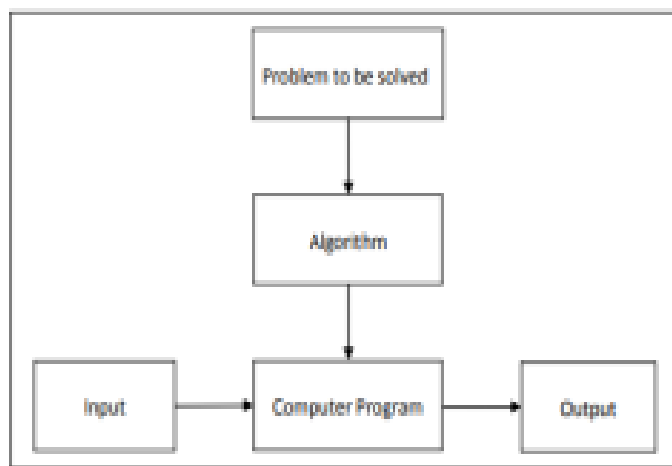 Problem to be solved
Algorithm
Input
Computer Program
Output